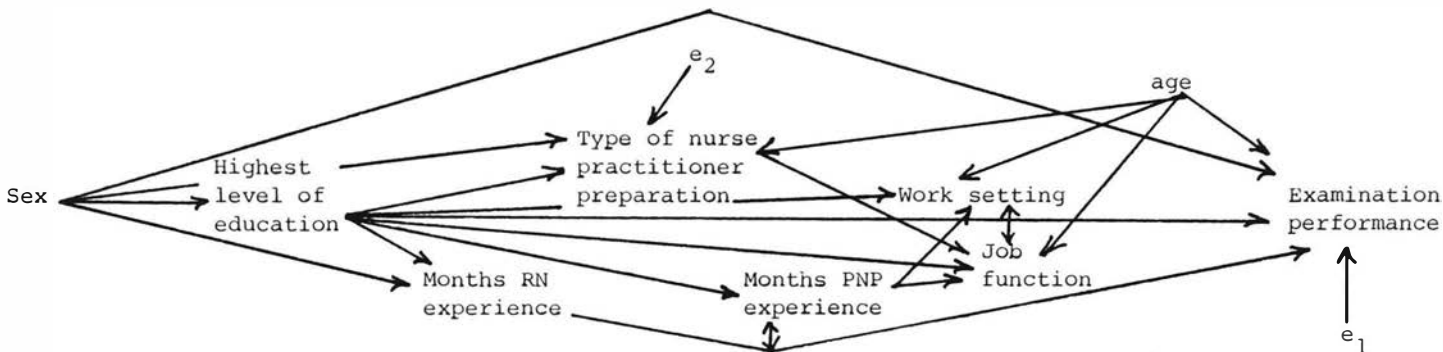 e2
age
Type of nurse
practitioner
preparation
Highest
level of
education
Sex
Work setting
Examination
performance
Job
function
Months RN
experience
Months PNP
experience
e1